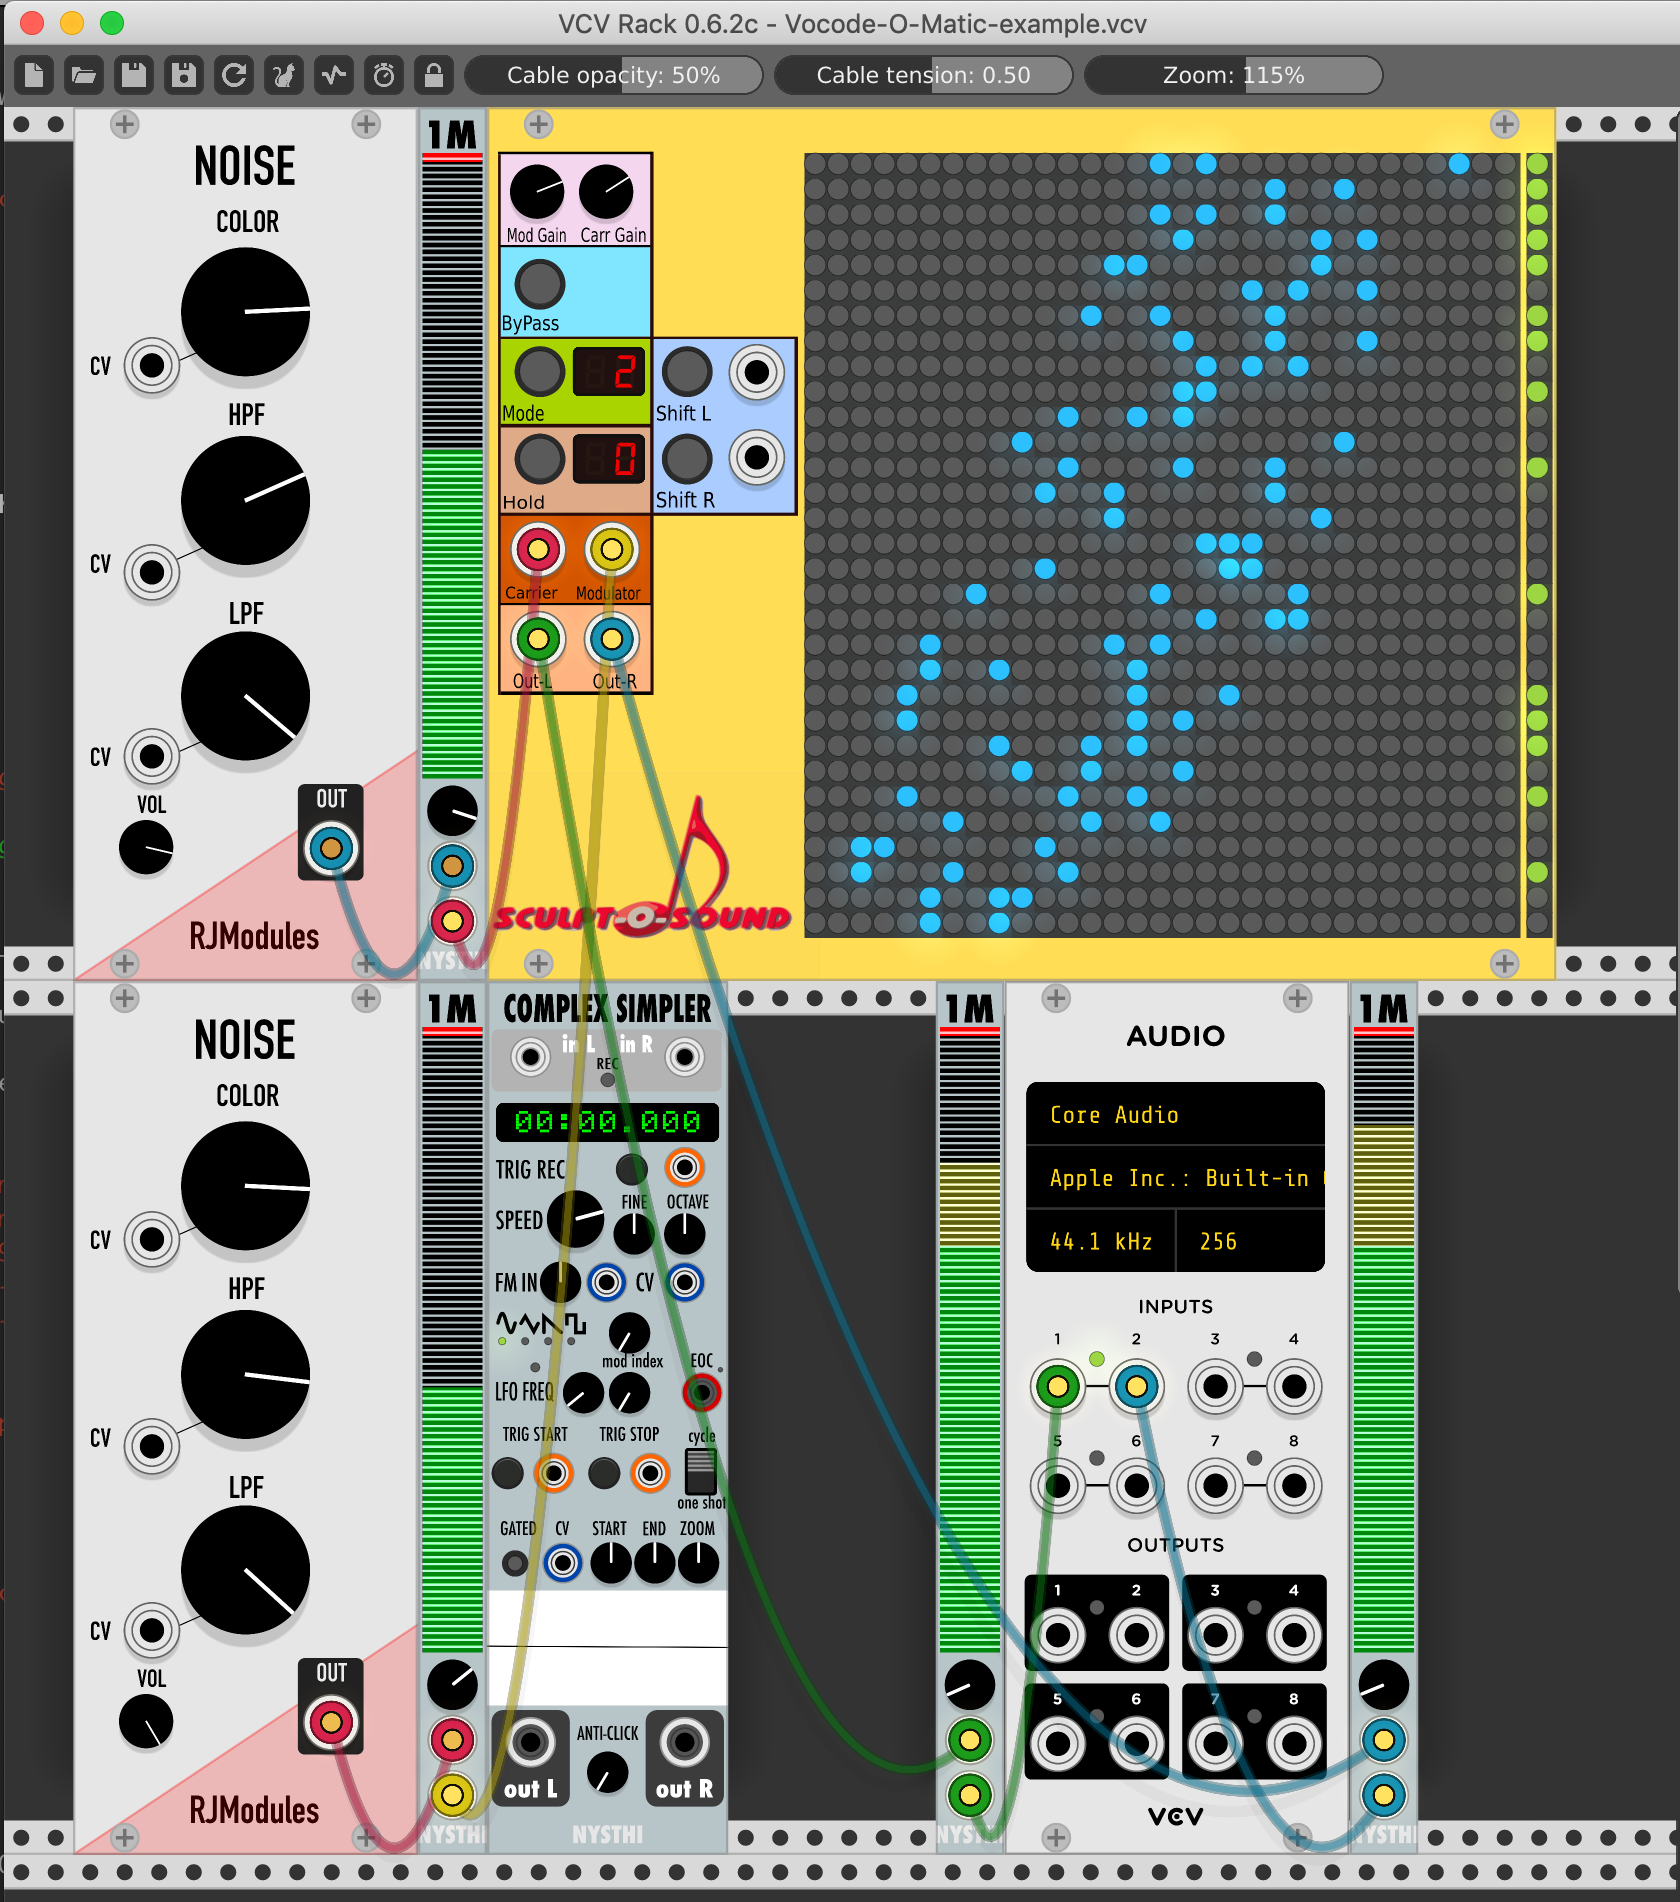 VCV Rack 0.6.2c - Vocode-O-Matic-example.vcv
Cable opacity: 50%
Cable tension: 0.50
Zoom: 115%
NOISE
COLOR
CV
HPF
CV
LPF
CV
VOL
OUT
RJModules
1M
NYSTHI
Mod Gain
Carr Gain
ByPass
Mode
2
Shift L
Hold
0
Shift R
Carrier
Modulator
Out-L
Out-R
SCULPT-O-SOUND
NOISE
COLOR
CV
HPF
CV
LPF
CV
VOL
OUT
RJModules
1M
NYSTHI
COMPLEX SIMPLER
in L
in R
REC
00:00.000
TRIG REC
SPEED
FINE
OCTAVE
FM IN
CV
mod index
EOC
LFO FREQ
TRIG START
TRIG STOP
cycle
one shot
GATED
CV
START
END
ZOOM
out L
ANTI-CLICK
out R
NYSTHI
1M
NYSTHI
AUDIO
Core Audio
Apple Inc.: Built-in
44.1 kHz
256
INPUTS
1 2 3 4
5 6 7 8
OUTPUTS
1 2 3 4
5 6 7 8
VCV
1M
NYSTHI